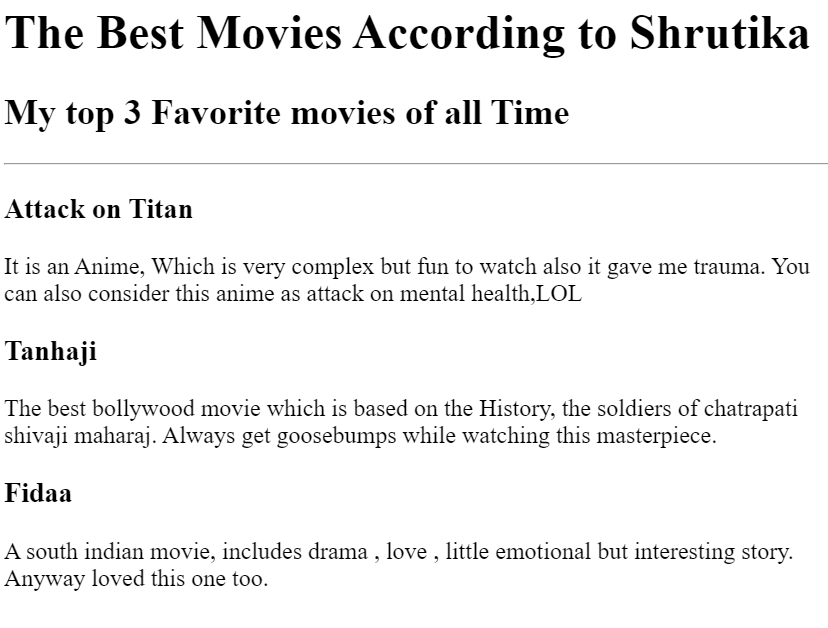 The Best Movies According to Shrutika
My top 3 Favorite movies of all Time
Attack on Titan
It is an Anime, Which is very complex but fun to watch also it gave me trauma. You
can also consider this anime as attack on mental health,LOL
Tanhaji
The best bollywood movie which is based on the History, the soldiers of chatrapati
shivaji maharaj. Always get goosebumps while watching this masterpiece.
Fidaa
A south indian movie, includes drama , love , little emotional but interesting story.
Anyway loved this one too.